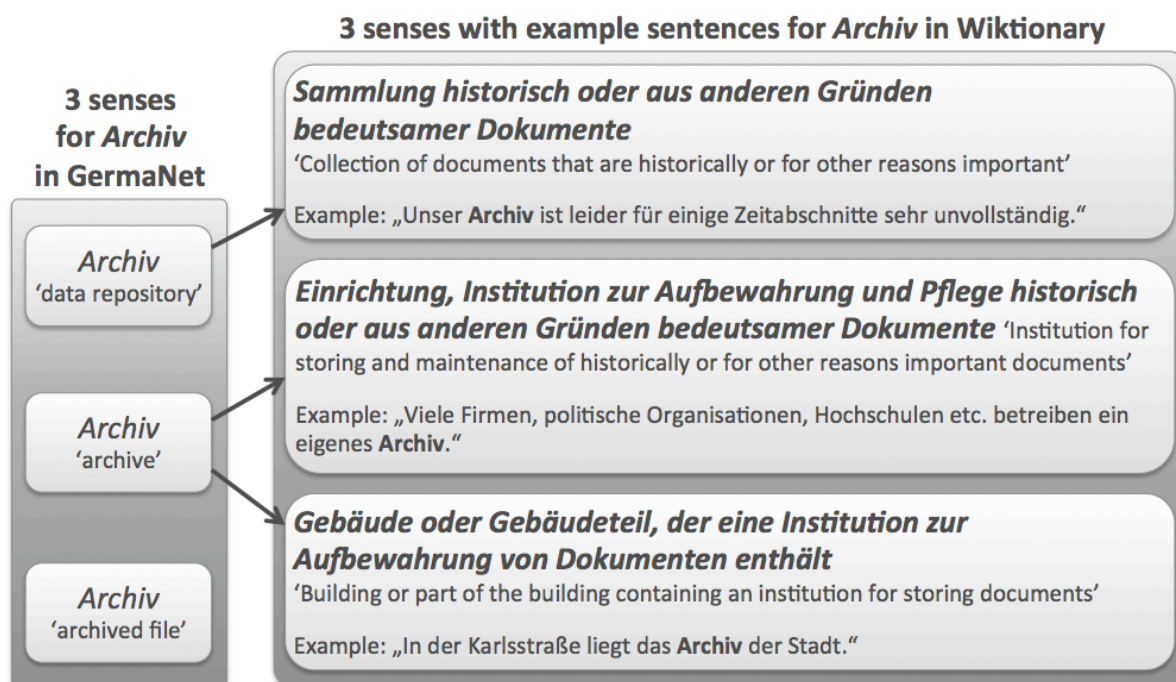 3 senses with example sentences for Archiv in Wiktionary
3 senses
for Archiv
in GermaNet
Archiv
‘data repository’
Archiv
‘archive’
Archiv
‘archived file’
Sammlung historisch oder aus anderen Gründen
bedeutsamer Dokumente
‘Collection of documents that are historically or for other reasons important’
Example: „Unser Archiv ist leider für einige Zeitabschnitte sehr unvollständig.“
Einrichtung, Institution zur Aufbewahrung und Pflege historisch
oder aus anderen Gründen bedeutsamer Dokumente ‘Institution for
storing and maintenance of historically or for other reasons important documents’
Example: „Viele Firmen, politische Organisationen, Hochschulen etc. betreiben ein
eigenes Archiv.“
Gebäude oder Gebäudeteil, der eine Institution zur
Aufbewahrung von Dokumenten enthält
‘Building or part of the building containing an institution for storing documents’
Example: „In der Karlsstraße liegt das Archiv der Stadt.“